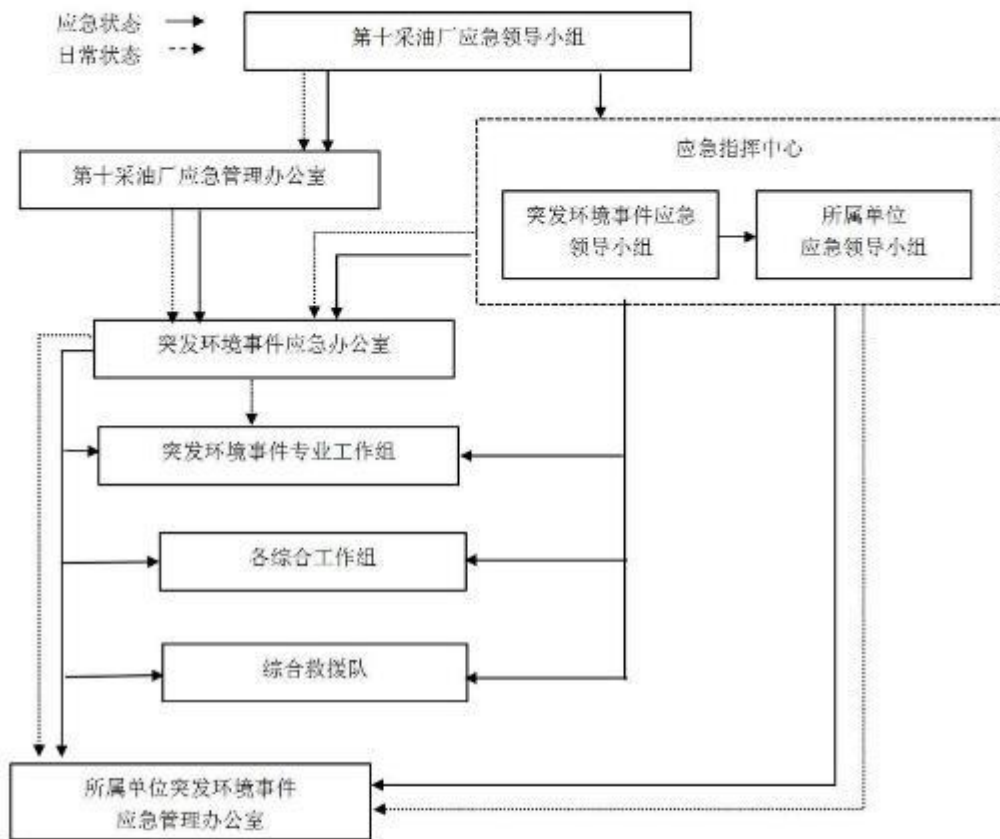 应急状态
日常状态
第十采油厂应急领导小组
应急指挥中心
第十采油厂应急管理办公室
突发环境事件应急
领导小组
所属单位
应急领导小组
突发环境事件应急办公室
突发环境事件专业工作组
各综合工作组
综合救援队
所属单位突发环境事件
应急管理办公室